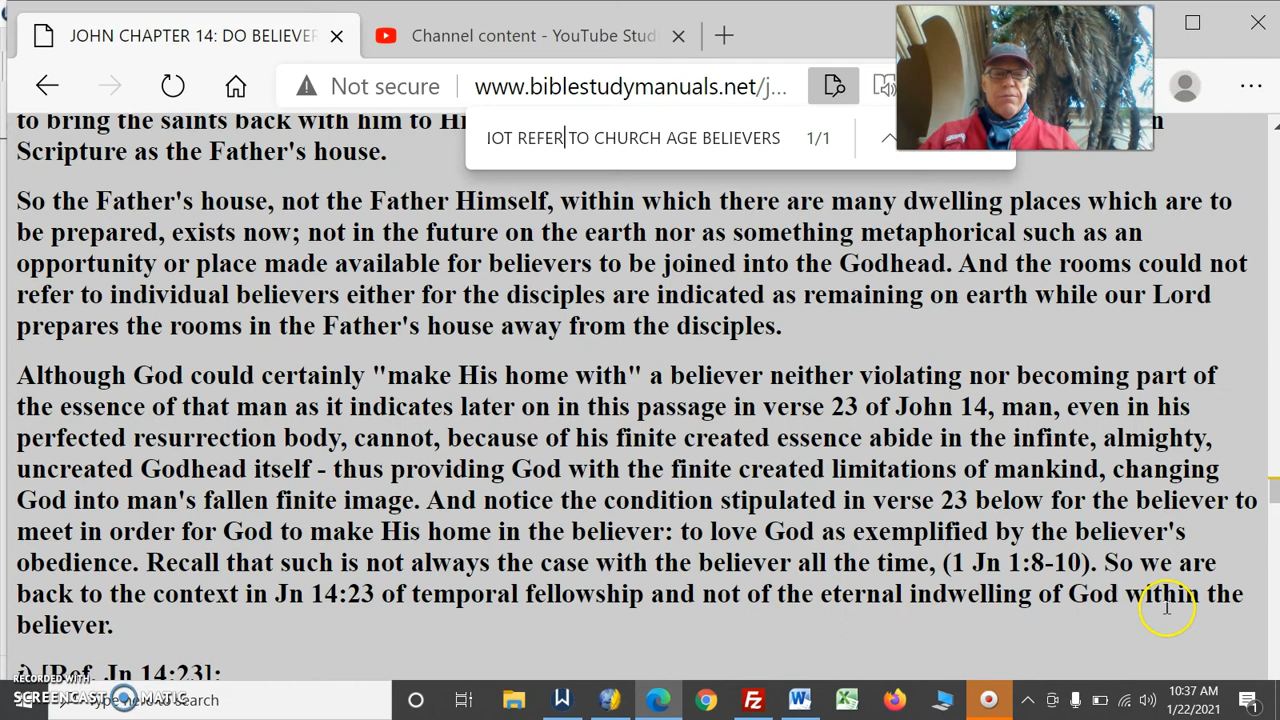 JOHN CHAPTER 14: DO BELIEVER
Channel content - YouTube Stud
Not secure
www.biblestudymanuals.net/j...
IOT REFER TO CHURCH AGE BELIEVERS 1/1
to bring the saints back with him to H
Scripture as the Father's house.
So the Father's house, not the Father Himself, within which there are many dwelling places which are to
be prepared, exists now; not in the future on the earth nor as something metaphorical such as an
opportunity or place made available for believers to be joined into the Godhead. And the rooms could not
refer to individual believers either for the disciples are indicated as remaining on earth while our Lord
prepares the rooms in the Father's house away from the disciples.
Although God could certainly "make His home with" a believer neither violating nor becoming part of
the essence of that man as it indicates later on in this passage in verse 23 of John 14, man, even in his
perfected resurrection body, cannot, because of his finite created essence abide in the infinte, almighty,
uncreated Godhead itself - thus providing God with the finite created limitations of mankind, changing
God into man's fallen finite image. And notice the condition stipulated in verse 23 below for the believer to
meet in order for God to make His home in the believer: to love God as exemplified by the believer's
obedience. Recall that such is not always the case with the believer all the time, (1 Jn 1:8-10). So we are
back to the context in Jn 14:23 of temporal fellowship and not of the eternal indwelling of God within the
believer.
i) [Ref. Jn 14:23]:
RECORDED WITH
SCREENCAST MATIC
Type here to search
10:37 AM
1/22/2021
1